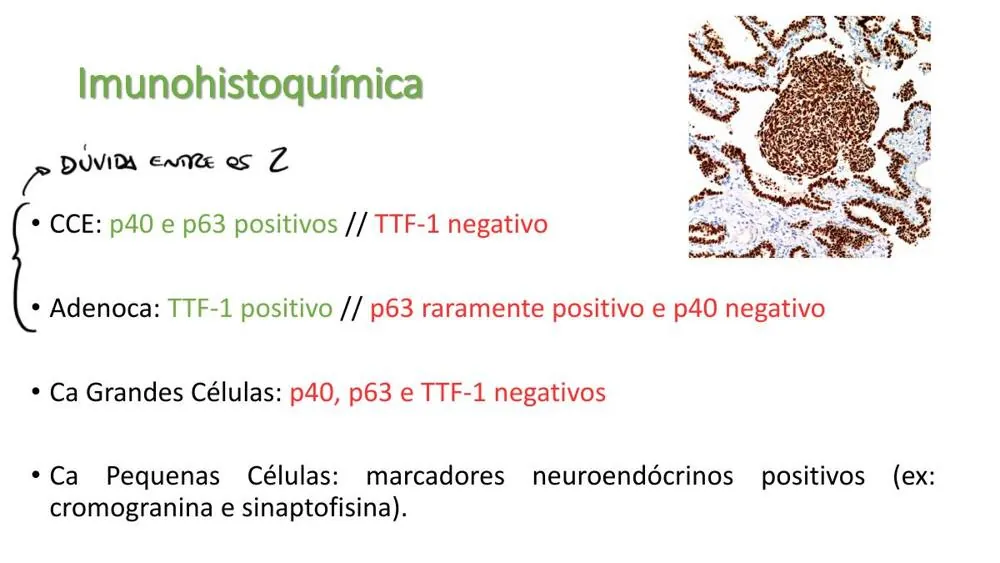 Imunohistoquímica
DÚVIDA ENTRE OS 2
• CCE: p40 e p63 positivos // TTF-1 negativo
• Adenoca: TTF-1 positivo // p63 raramente positivo e p40 negativo
• Ca Grandes Células: p40, p63 e TTF-1 negativos
• Ca Pequenas Células: marcadores neuroendócrinos positivos (ex:
cromogranina e sinaptofisina).